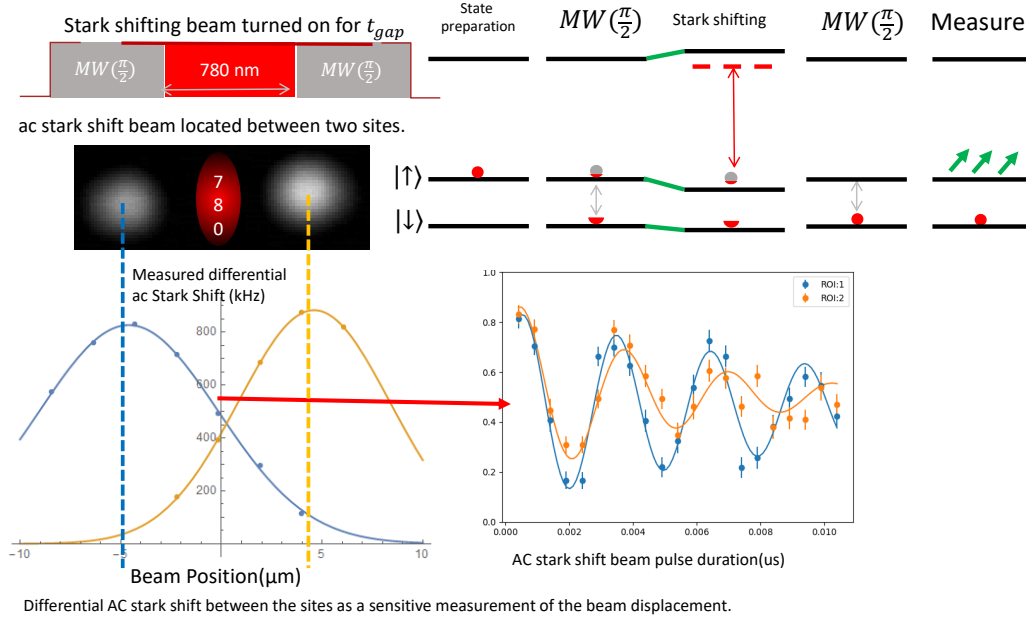 Stark shifting beam turned on for t_gap
MW(π/2)
780 nm
MW(π/2)
ac stark shift beam located between two sites.
7
8
0
State
preparation
MW(π/2)
Stark shifting
MW(π/2)
Measure
|↑⟩
|↓⟩
Measured differential
ac Stark Shift (kHz)
800
600
400
200
−10
−5
0
5
10
Beam Position(μm)
ROI:1
ROI:2
1.0
0.8
0.6
0.4
0.2
0.0
0.000
0.002
0.004
0.006
0.008
0.010
AC stark shift beam pulse duration(us)
Differential AC stark shift between the sites as a sensitive measurement of the beam displacement.